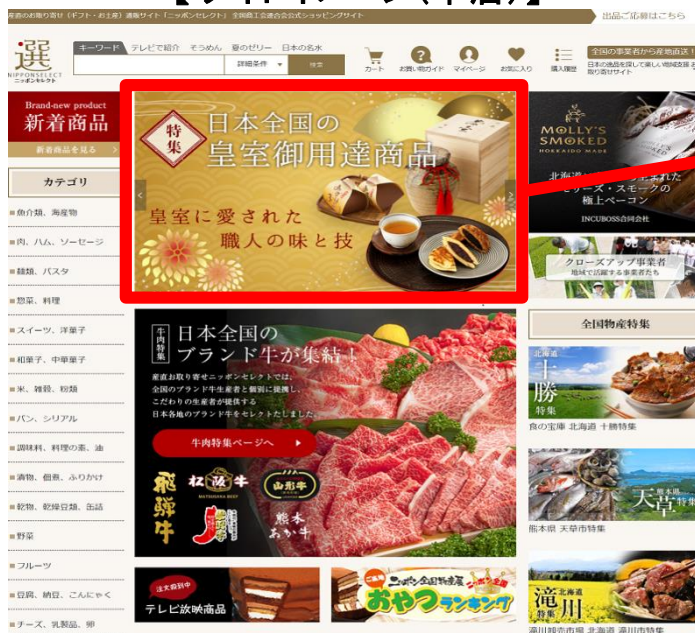 産直のお取り寄せ（ギフト・お土産）通販サイト「ニッポンセレクト」 全国商工会連合会公式ショッピングサイト
出品ご応募はこちら
選
NIPPONSELECT
ニッポンセレクト
キーワード
テレビで紹介 そうめん 夏のゼリー 日本の名水
詳細条件
検索
カート
お買い物ガイド
マイページ
お気に入り
購入履歴
全国の事業者から産地直送！
日本の逸品を探して楽しい地域支援
取り寄せサイト
Brand-new product
新着商品
新着商品を見る
カテゴリ
魚介類、海産物
肉、ハム、ソーセージ
麺類、パスタ
惣菜、料理
スイーツ、洋菓子
和菓子、中華菓子
米、雑穀、粉類
パン、シリアル
調味料、料理の素、油
漬物、佃煮、ふりかけ
乾物、乾燥豆類、缶詰
野菜
フルーツ
豆腐、納豆、こんにゃく
チーズ、乳製品、卵
特集
日本全国の
皇室御用達商品
皇室に愛された
職人の味と技
牛肉特集
日本全国の
ブランド牛が集結！
産直お取り寄せニッポンセレクトでは、
全国のブランド牛生産者と個別に提携し、
こだわりの生産者が提供する
日本各地のブランド牛をセレクトしました。
牛肉特集ページへ
飛騨牛
松阪牛
MATSUSAKA BEEF
山形牛
熊本
あか牛
注文殺到中
テレビ放映商品
ニッポン全国物産展
おやつランキング
MOLLY'S
SMOKED
HOKKAIDO MADE
極上ベーコン
INCUBOSS合同会社
クローズアップ事業者
地域で活躍する事業者たち
全国物産特集
北海道
十勝
特集
食の宝庫 北海道 十勝特集
熊本県
天草特集
熊本県 天草市特集
北海道
滝川
特集
滝川卸売市場 北海道 滝川市特集